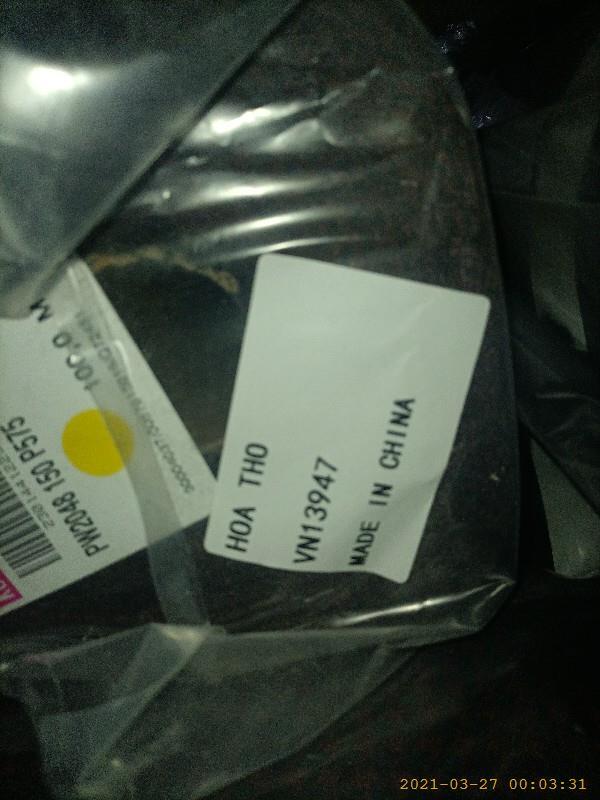 HOA THO
VN13947
MADE IN CHINA
100,0 M
PW2048 150 P575
2021-03-27 00:03:31